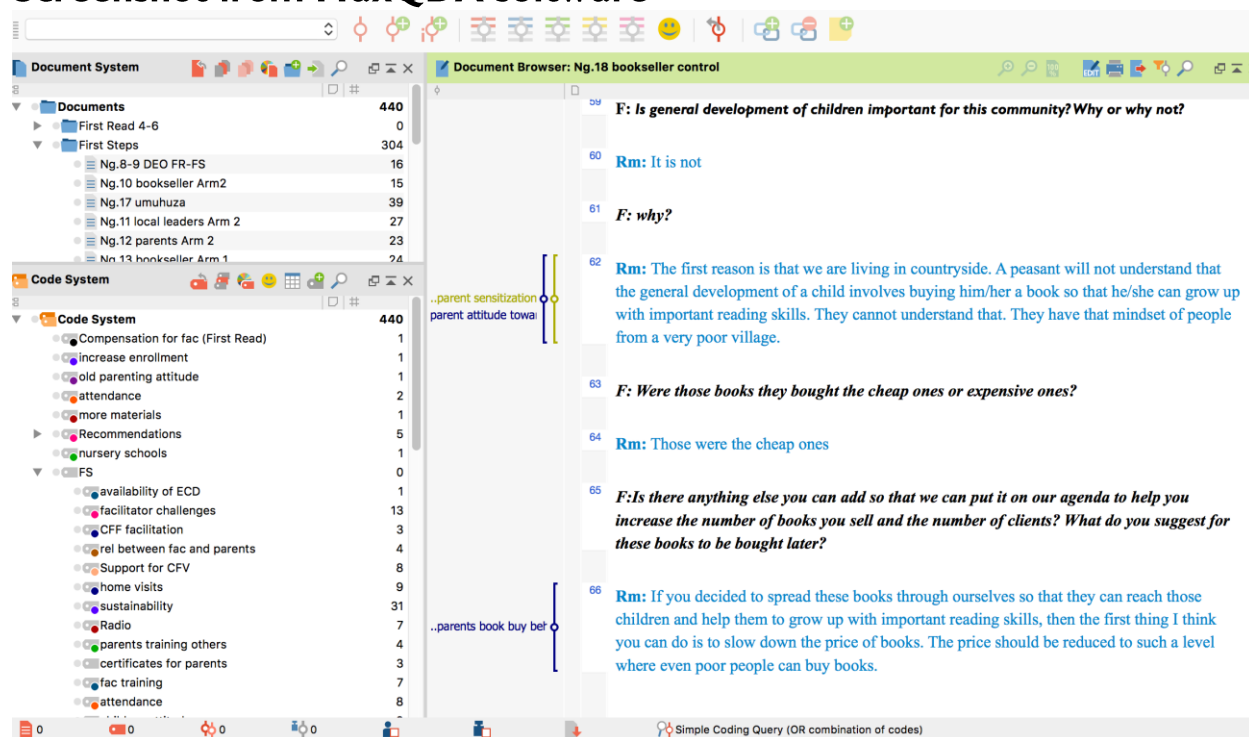 Document System
Document Browser: Ng.18 bookseller control
#
Documents 440
First Read 4-6 0
First Steps 304
Ng.8-9 DEO FR-FS 16
Ng.10 bookseller Arm2 15
Ng.17 umuhuza 39
Ng.11 local leaders Arm 2 27
Ng.12 parents Arm 2 23
Ng.13 bookseller Arm 1 24
Code System
#
Code System 440
Compensation for fac (First Read) 1
increase enrollment 1
old parenting attitude 1
attendance 2
more materials 1
Recommendations 5
nursery schools 1
FS 0
availability of ECD 1
facilitator challenges 13
CFF facilitation 3
rel between fac and parents 4
Support for CFV 8
home visits 9
sustainability 31
Radio 7
parents training others 4
certificates for parents 3
fac training 7
attendance 8
59 F: Is general development of children important for this community? Why or why not?
60 Rm: It is not
61 F: why?
..parent sensitization
parent attitude towar
62 Rm: The first reason is that we are living in countryside. A peasant will not understand that
the general development of a child involves buying him/her a book so that he/she can grow up
with important reading skills. They cannot understand that. They have that mindset of people
from a very poor village.
63 F: Were those books they bought the cheap ones or expensive ones?
64 Rm: Those were the cheap ones
65 F:Is there anything else you can add so that we can put it on our agenda to help you
increase the number of books you sell and the number of clients? What do you suggest for
these books to be bought later?
..parents book buy beh
66 Rm: If you decided to spread these books through ourselves so that they can reach those
children and help them to grow up with important reading skills, then the first thing I think
you can do is to slow down the price of books. The price should be reduced to such a level
where even poor people can buy books.
0 0 0 0 Simple Coding Query (OR combination of codes)